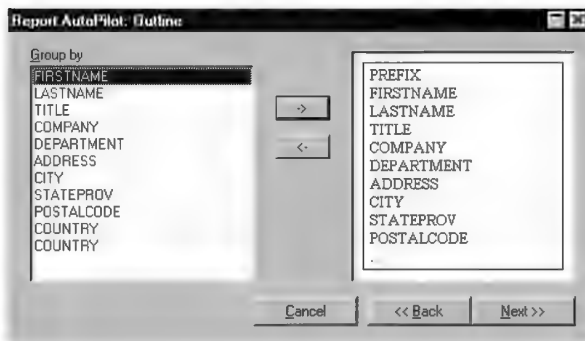 Report AutoPilot: Outline
Group by
FIRSTNAME
LASTNAME
TITLE
COMPANY
DEPARTMENT
ADDRESS
CITY
STATEPROV
POSTALCODE
COUNTRY
COUNTRY
->
<-
PREFIX
FIRSTNAME
LASTNAME
TITLE
COMPANY
DEPARTMENT
ADDRESS
CITY
STATEPROV
POSTALCODE
.
Cancel
<< Back
Next >>